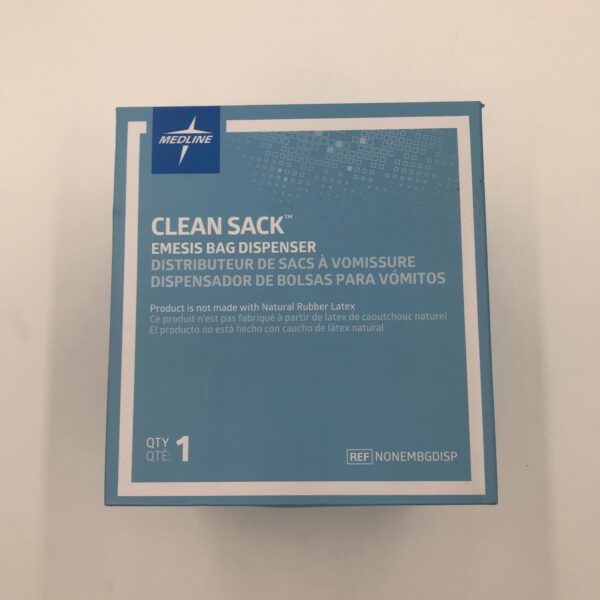 MEDLINE
CLEAN SACK™
EMESIS BAG DISPENSER
DISTRIBUTEUR DE SACS À VOMISSURE
DISPENSADOR DE BOLSAS PARA VÓMITOS
Product is not made with Natural Rubber Latex
Ce produit n'est pas fabriqué à partir de latex de caoutchouc naturel
El producto no está hecho con caucho de látex natural
QTY
QTÉ: 1
REF NONEMBGDISP